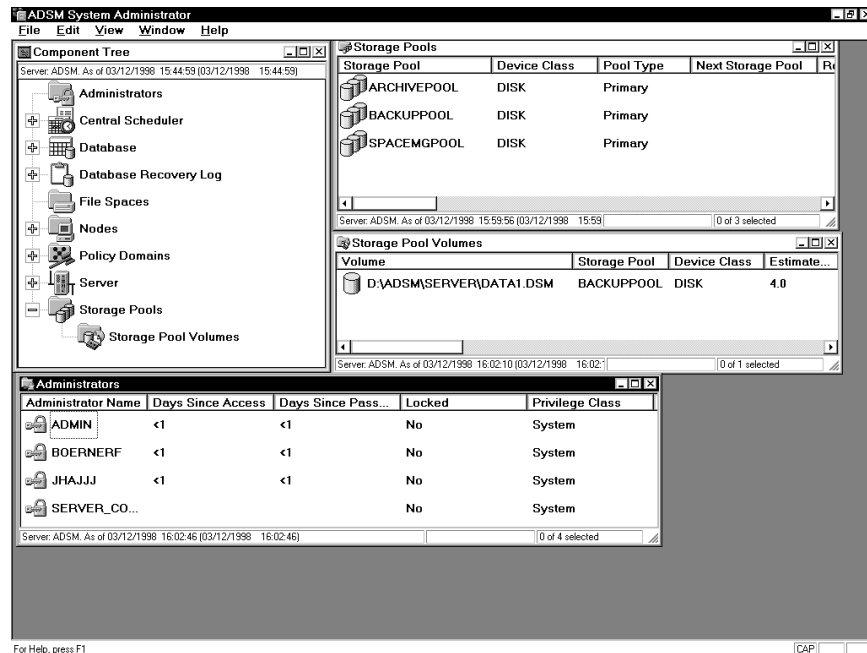 ADSM System Administrator
File Edit View Window Help
Component Tree
Server: ADSM. As of 03/12/1998 15:44:59 (03/12/1998 15:44:59)
Administrators
Central Scheduler
Database
Database Recovery Log
File Spaces
Nodes
Policy Domains
Server
Storage Pools
Storage Pool Volumes
Storage Pools
Storage Pool Device Class Pool Type Next Storage Pool
ARCHIVEPOOL DISK Primary
BACKUPPOOL DISK Primary
SPACEMGPOOL DISK Primary
Server: ADSM. As of 03/12/1998 15:59:56 (03/12/1998 15:59 0 of 3 selected
Storage Pool Volumes
Volume Storage Pool Device Class Estimate...
D:\ADSM\SERVER\DATA1.DSM BACKUPPOOL DISK 4.0
Server: ADSM. As of 03/12/1998 16:02:10 (03/12/1998 16:02: 0 of 1 selected
Administrators
Administrator Name Days Since Access Days Since Pass... Locked Privilege Class
ADMIN <1 <1 No System
BOERNERF <1 <1 No System
JHAJJJ <1 <1 No System
SERVER_CO... No System
Server: ADSM. As of 03/12/1998 16:02:46 (03/12/1998 16:02:46) 0 of 4 selected
For Help, press F1 CAP